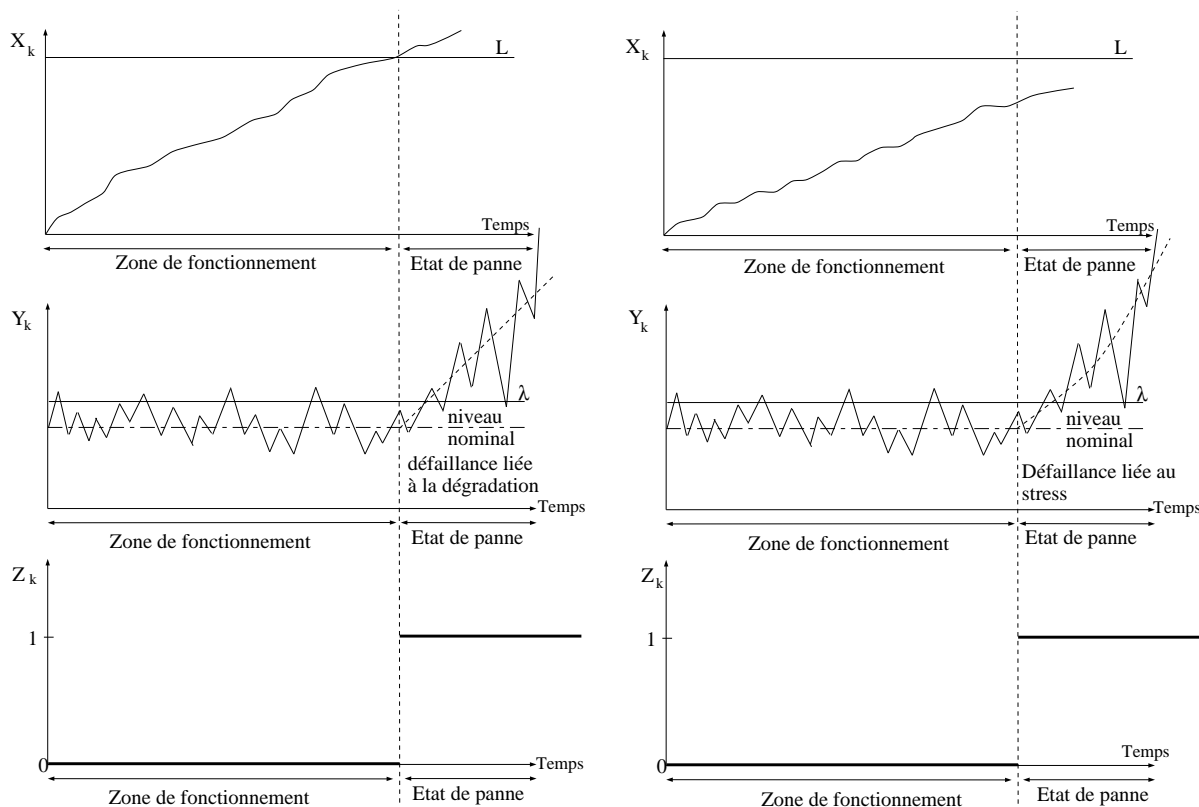 X k
L
Temps
Zone de fonctionnement
Etat de panne
Y k
λ
niveau
nominal
défaillance liée
à la dégradation
Temps
Zone de fonctionnement
Etat de panne
Z k
1
0
Temps
Zone de fonctionnement
Etat de panne
X k
L
Temps
Zone de fonctionnement
Etat de panne
Y k
λ
niveau
nominal
Défaillance liée au
stress
Temps
Zone de fonctionnement
Etat de panne
Z k
1
0
Temps
Zone de fonctionnement
Etat de panne